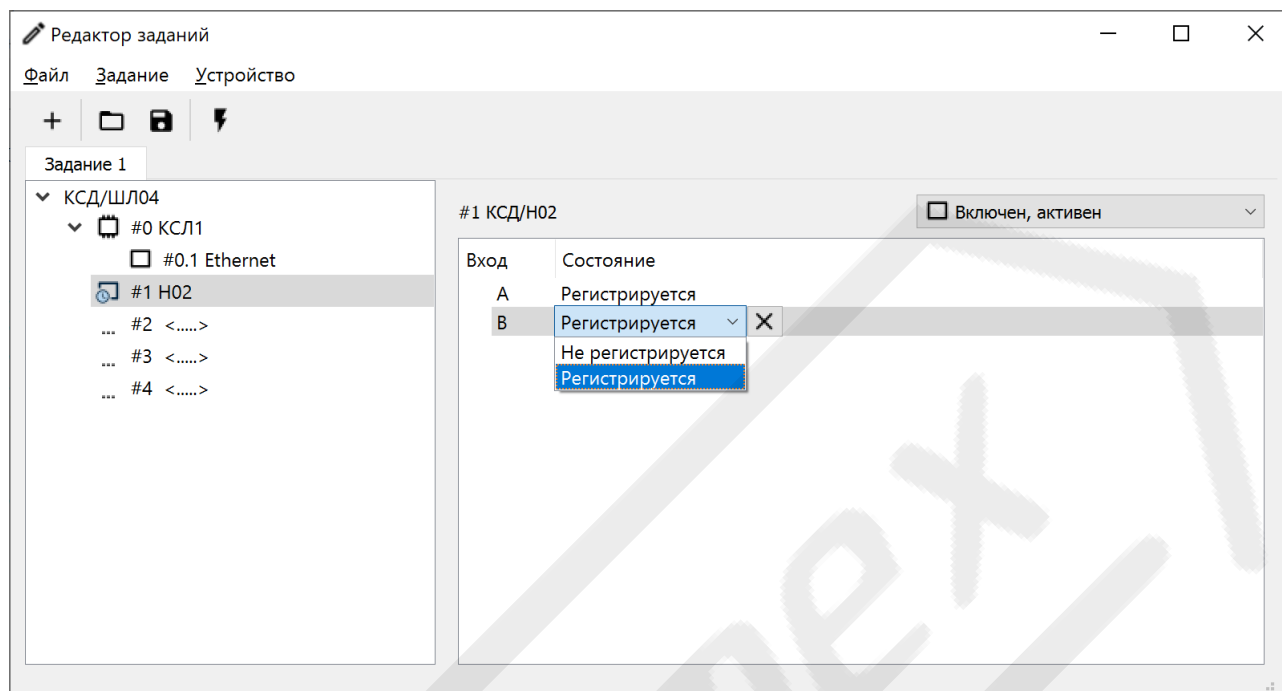 Редактор заданий
Файл Задание Устройство
Задание 1
КСД/ШЛ04
#0 КСЛ1
#0.1 Ethernet
#1 Н02
#2 <.....>
#3 <.....>
#4 <.....>
#1 КСД/Н02
Включен, активен
Вход Состояние
A Регистрируется
B Регистрируется
Не регистрируется
Регистрируется